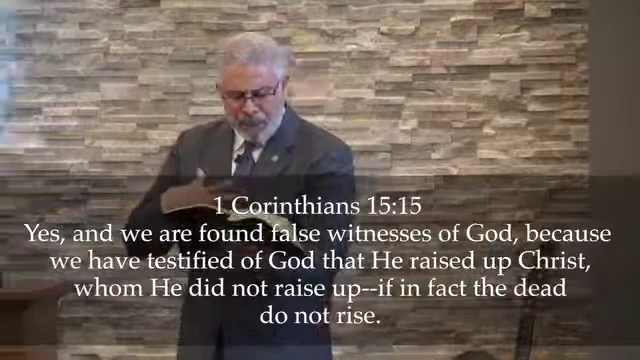 1 Corinthians 15:15
Yes, and we are found false witnesses of God, because
we have testified of God that He raised up Christ,
whom He did not raise up--if in fact the dead
do not rise.